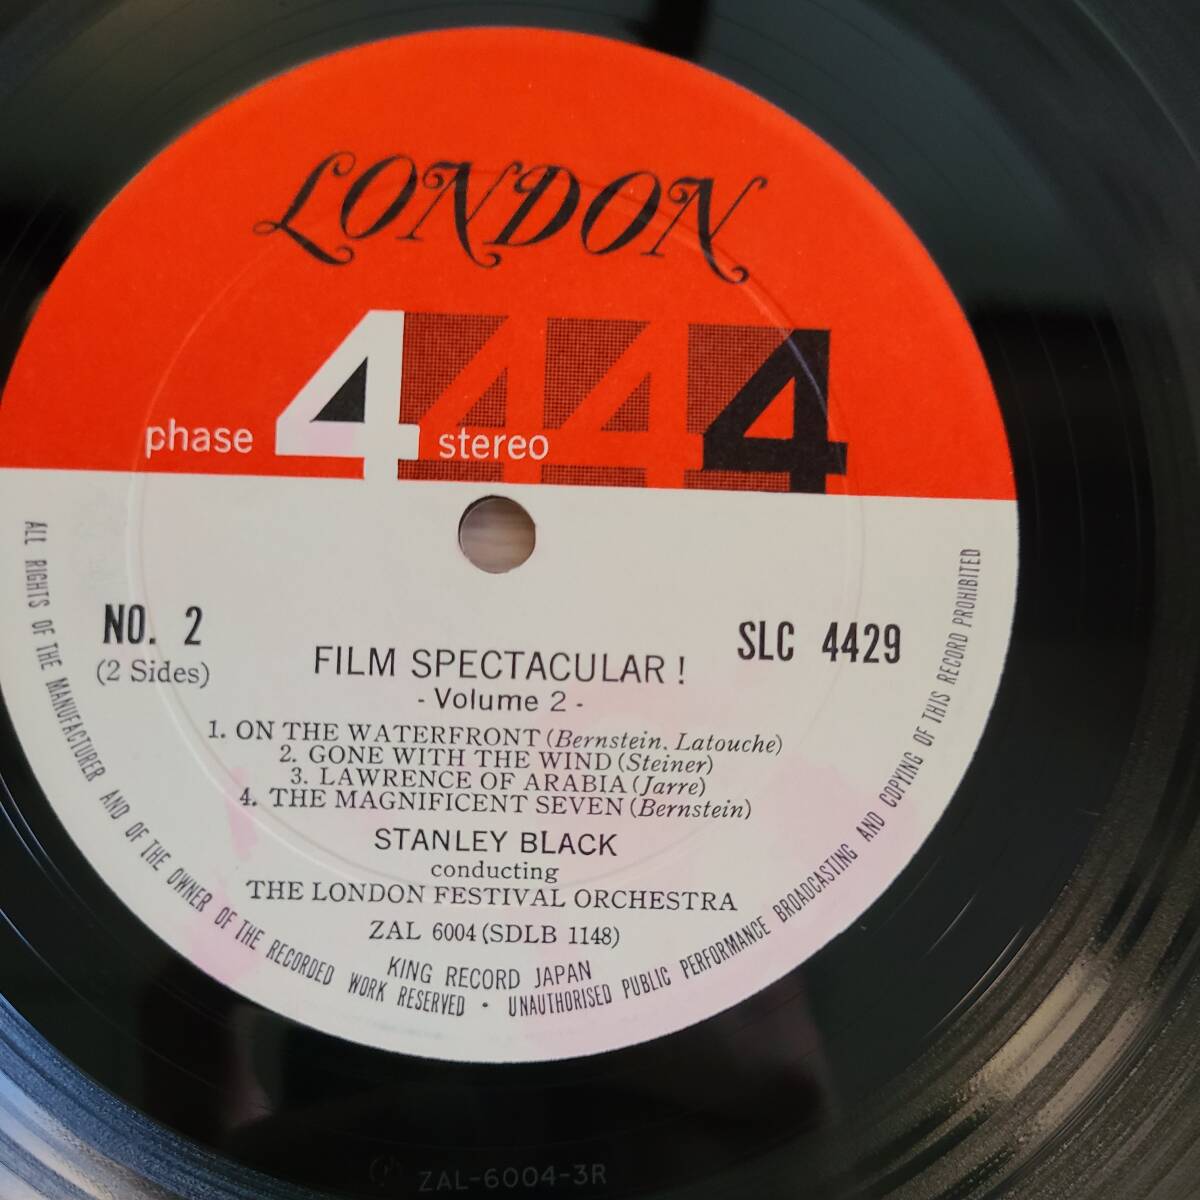 LONDON
phase 4 stereo 4
NO. 2
(2 Sides)
SLC 4429
FILM SPECTACULAR !
- Volume 2 -
1. ON THE WATERFRONT (Bernstein. Latouche)
2. GONE WITH THE WIND (Steiner)
3. LAWRENCE OF ARABIA (Jarre)
4. THE MAGNIFICENT SEVEN (Bernstein)
STANLEY BLACK
conducting
THE LONDON FESTIVAL ORCHESTRA
ZAL 6004 (SDLB 1148)
KING RECORD JAPAN
ALL RIGHTS OF THE MANUFACTURER AND OF THE OWNER OF THE RECORDED WORK RESERVED · UNAUTHORISED PUBLIC PERFORMANCE BROADCASTING AND COPYING OF THIS RECORD PROHIBITED
ZAL-6004-3R